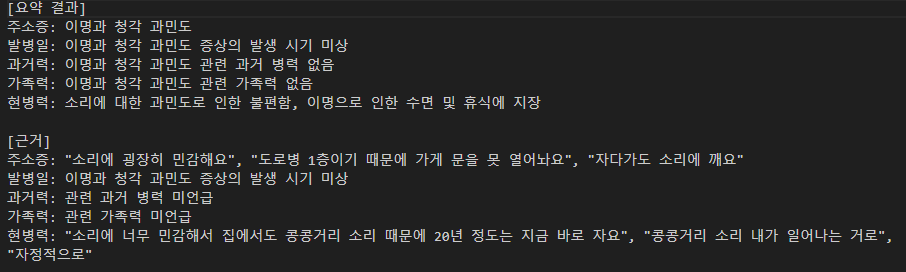 [요약 결과]
주소증: 이명과 청각 과민도
발병일: 이명과 청각 과민도 증상의 발생 시기 미상
과거력: 이명과 청각 과민도 관련 과거 병력 없음
가족력: 이명과 청각 과민도 관련 가족력 없음
현병력: 소리에 대한 과민도로 인한 불편함, 이명으로 인한 수면 및 휴식에 지장
[근거]
주소증: "소리에 굉장히 민감해요", "도로병 1층이기 때문에 가게 문을 못 열어놔요", "자다가도 소리에 깨요"
발병일: 이명과 청각 과민도 증상의 발생 시기 미상
과거력: 관련 과거 병력 미언급
가족력: 관련 가족력 미언급
현병력: "소리에 너무 민감해서 집에서도 콩콩거리 소리 때문에 20년 정도는 지금 바로 자요", "콩콩거리 소리 내가 일어나는 거로",
"자정적으로"